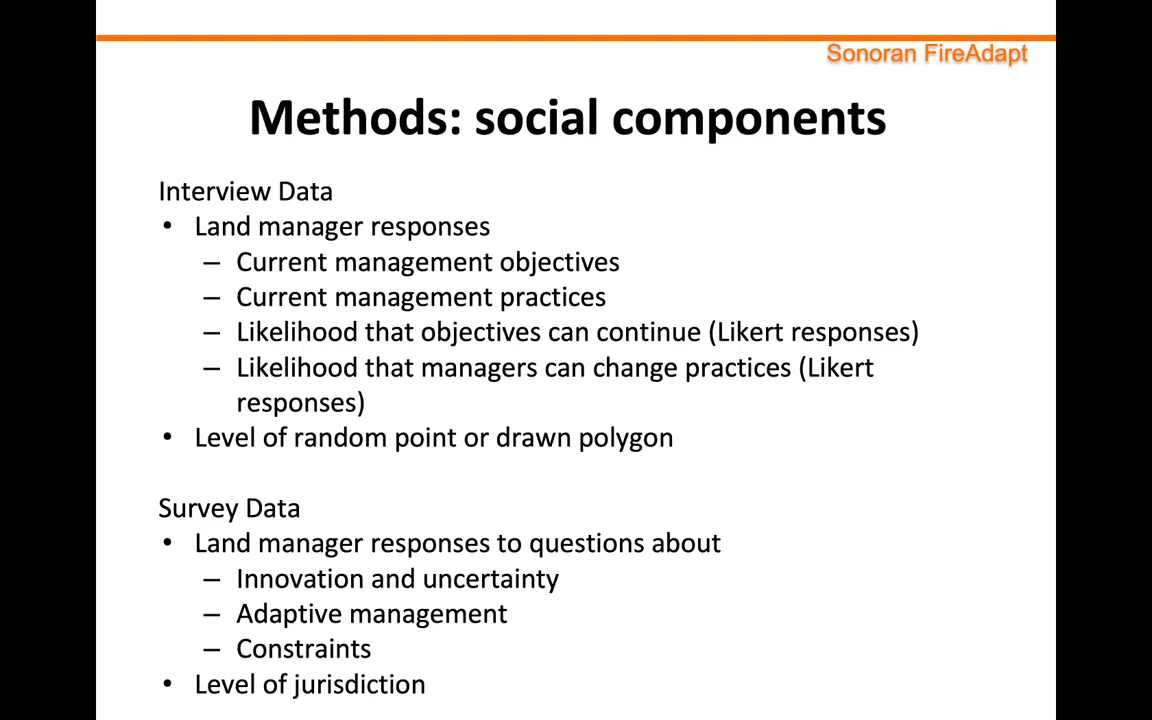 Sonoran FireAdapt
Methods: social components
Interview Data
• Land manager responses
– Current management objectives
– Current management practices
– Likelihood that objectives can continue (Likert responses)
– Likelihood that managers can change practices (Likert
responses)
• Level of random point or drawn polygon
Survey Data
• Land manager responses to questions about
– Innovation and uncertainty
– Adaptive management
– Constraints
• Level of jurisdiction